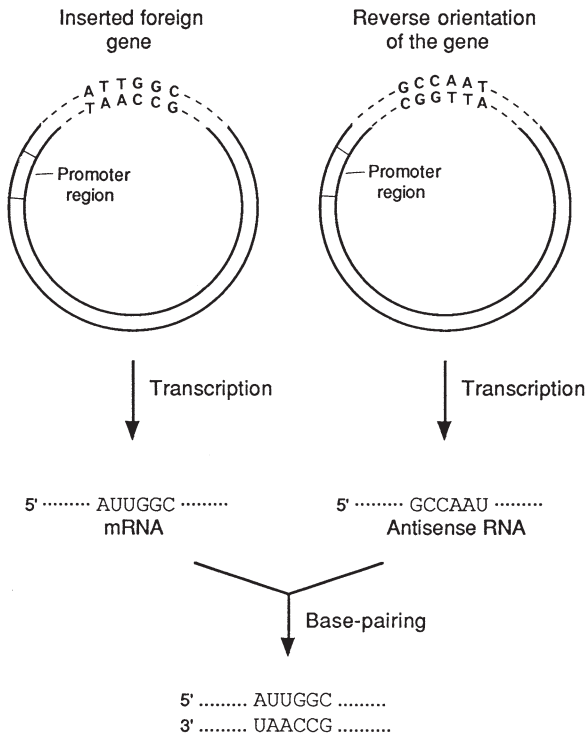 Inserted foreign
gene
Reverse orientation
of the gene
ATTGGC
TAACCG
GCCAAT
CGGTTA
Promoter
region
Promoter
region
Transcription
Transcription
5' ········ AUUGGC ········
mRNA
5' ········ GCCAAU ········
Antisense RNA
Base-pairing
5' ......... AUUGGC .........
3' ......... UAACCG ..........